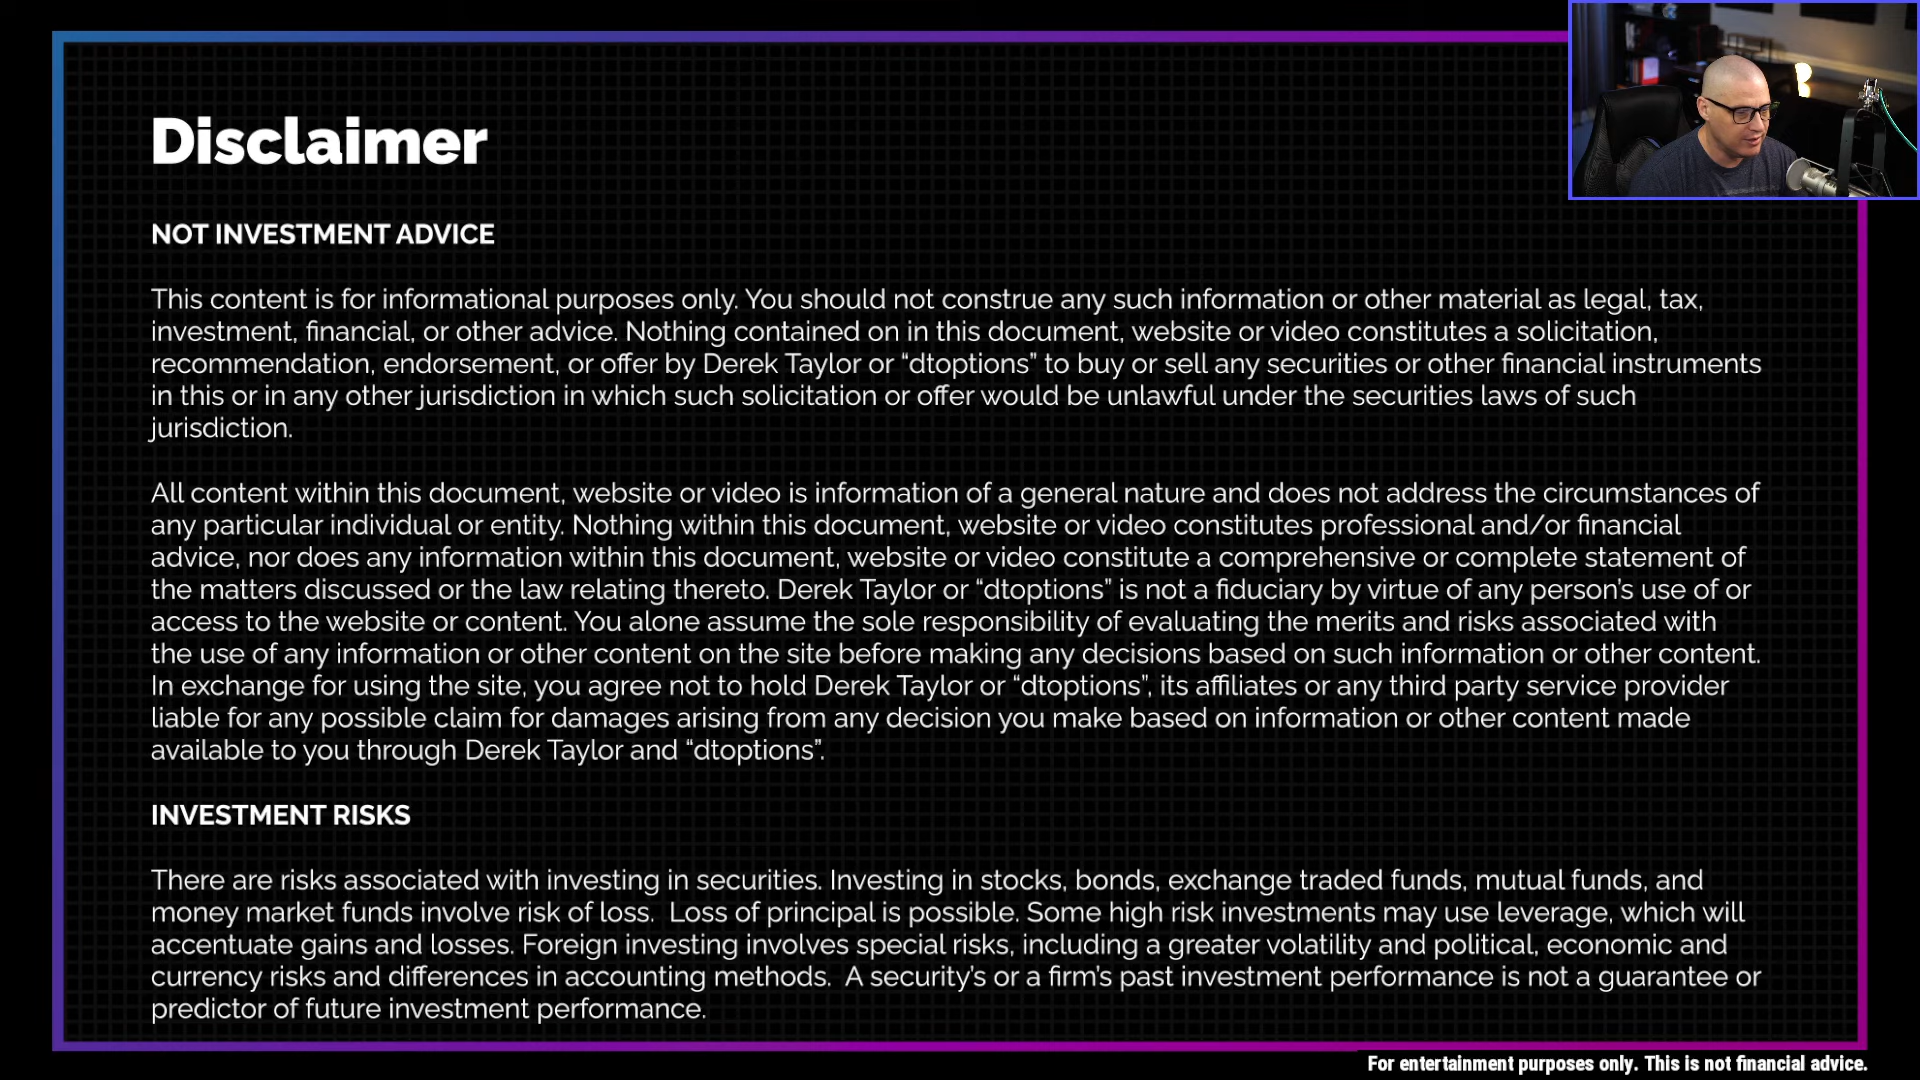 Disclaimer
NOT INVESTMENT ADVICE
This content is for informational purposes only. You should not construe any such information or other material as legal, tax,
investment, financial, or other advice. Nothing contained on in this document, website or video constitutes a solicitation,
recommendation, endorsement, or offer by Derek Taylor or “dtoptions” to buy or sell any securities or other financial instruments
in this or in any other jurisdiction in which such solicitation or offer would be unlawful under the securities laws of such
jurisdiction.
All content within this document, website or video is information of a general nature and does not address the circumstances of
any particular individual or entity. Nothing within this document, website or video constitutes professional and/or financial
advice, nor does any information within this document, website or video constitute a comprehensive or complete statement of
the matters discussed or the law relating thereto. Derek Taylor or “dtoptions” is not a fiduciary by virtue of any person’s use of or
access to the website or content. You alone assume the sole responsibility of evaluating the merits and risks associated with
the use of any information or other content on the site before making any decisions based on such information or other content.
In exchange for using the site, you agree not to hold Derek Taylor or “dtoptions”, its affiliates or any third party service provider
liable for any possible claim for damages arising from any decision you make based on information or other content made
available to you through Derek Taylor and “dtoptions”.
INVESTMENT RISKS
There are risks associated with investing in securities. Investing in stocks, bonds, exchange traded funds, mutual funds, and
money market funds involve risk of loss.  Loss of principal is possible. Some high risk investments may use leverage, which will
accentuate gains and losses. Foreign investing involves special risks, including a greater volatility and political, economic and
currency risks and differences in accounting methods.  A security’s or a firm’s past investment performance is not a guarantee or
predictor of future investment performance.
For entertainment purposes only. This is not financial advice.